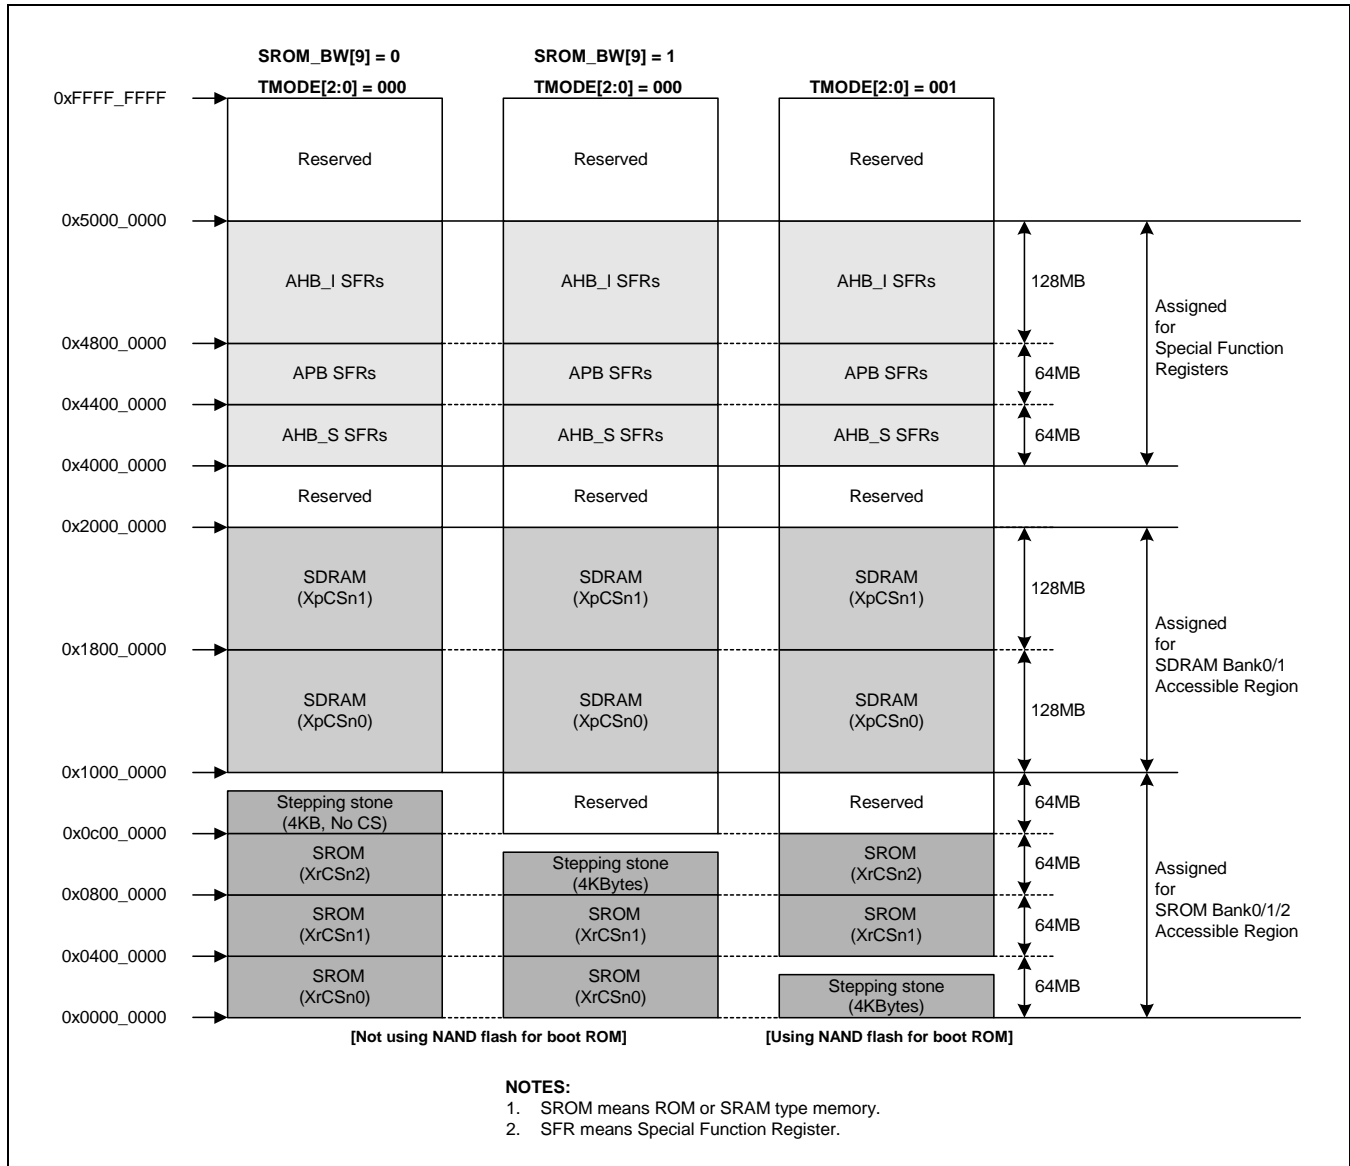 SROM_BW[9] = 0
SROM_BW[9] = 1
TMODE[2:0] = 000
TMODE[2:0] = 000
TMODE[2:0] = 001
0xFFFF_FFFF
Reserved
Reserved
Reserved
0x5000_0000
AHB_I SFRs
AHB_I SFRs
AHB_I SFRs
128MB
Assigned
for
Special Function
Registers
0x4800_0000
APB SFRs
APB SFRs
APB SFRs
64MB
0x4400_0000
AHB_S SFRs
AHB_S SFRs
AHB_S SFRs
64MB
0x4000_0000
Reserved
Reserved
Reserved
0x2000_0000
SDRAM
(XpCSn1)
SDRAM
(XpCSn1)
SDRAM
(XpCSn1)
128MB
Assigned
for
SDRAM Bank0/1
Accessible Region
0x1800_0000
SDRAM
(XpCSn0)
SDRAM
(XpCSn0)
SDRAM
(XpCSn0)
128MB
0x1000_0000
Stepping stone
(4KB, No CS)
Reserved
Reserved
64MB
0x0c00_0000
SROM
(XrCSn2)
Stepping stone
(4KBytes)
SROM
(XrCSn2)
64MB
Assigned
for
SROM Bank0/1/2
Accessible Region
0x0800_0000
SROM
(XrCSn1)
SROM
(XrCSn1)
SROM
(XrCSn1)
64MB
0x0400_0000
SROM
(XrCSn0)
SROM
(XrCSn0)
Stepping stone
(4KBytes)
64MB
0x0000_0000
[Not using NAND flash for boot ROM]
[Using NAND flash for boot ROM]
NOTES:
1. SROM means ROM or SRAM type memory.
2. SFR means Special Function Register.